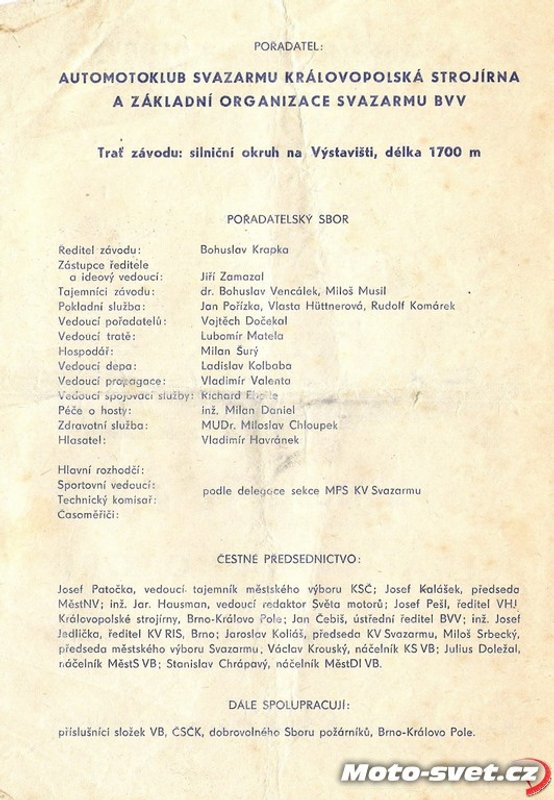 POŘADATEL:
AUTOMOTOKLUB SVAZARMU KRÁLOVOPOLSKÁ STROJÍRNA
A ZÁKLADNÍ ORGANIZACE SVAZARMU BVV
Trať závodu: silniční okruh na Výstavišti, délka 1700 m
POŘADATELSKÝ SBOR
Ředitel závodu: Bohuslav Krapka
Zástupce ředitele
a ideový vedoucí: Jiří Zamazal
Tajemníci závodu: dr. Bohuslav Vencálek, Miloš Musil
Pokladní služba: Jan Pořízka, Vlasta Hüttnerová, Rudolf Komárek
Vedoucí pořadatelů: Vojtěch Dočekal
Vedoucí tratě: Lubomír Matela
Hospodář: Milan Šurý
Vedoucí depa: Ladislav Kolbaba
Vedoucí propagace: Vladimír Valenta
Vedoucí spojovací služby: Richard
Péče o hosty: inž. Milan Daniel
Zdravotní služba: MUDr. Miloslav Chloupek
Hlasatel: Vladimír Havránek
Hlavní rozhodčí:
Sportovní vedoucí: podle delegace sekce MPS KV Svazarmu
Technický komisař:
Časoměřiči:
ČESTNÉ PŘEDSEDNICTVO:
Josef Patočka, vedoucí tajemník městského výboru KSČ; Josef Kalášek, předseda
MěstNV; inž. Jar. Hausman, vedoucí redaktor Světa motorů; Josef Pešl, ředitel VHJ
Královopolské strojírny, Brno-Královo Pole; Jan Čebiš, ústřední ředitel BVV; inž. Josef
Jedlička, ředitel KV RIS, Brno; Jaroslav Koliáš, předseda KV Svazarmu, Miloš Srbecký,
předseda městského výboru Svazarmu, Václav Krouský, náčelník KS VB; Julius Doležal,
náčelník MěstS VB; Stanislav Chrápavý, náčelník MěstDI VB.
DÁLE SPOLUPRACUJÍ:
příslušníci složek VB, ČSČK, dobrovolného Sboru požárníků, Brno-Královo Pole.
Moto-svet.cz